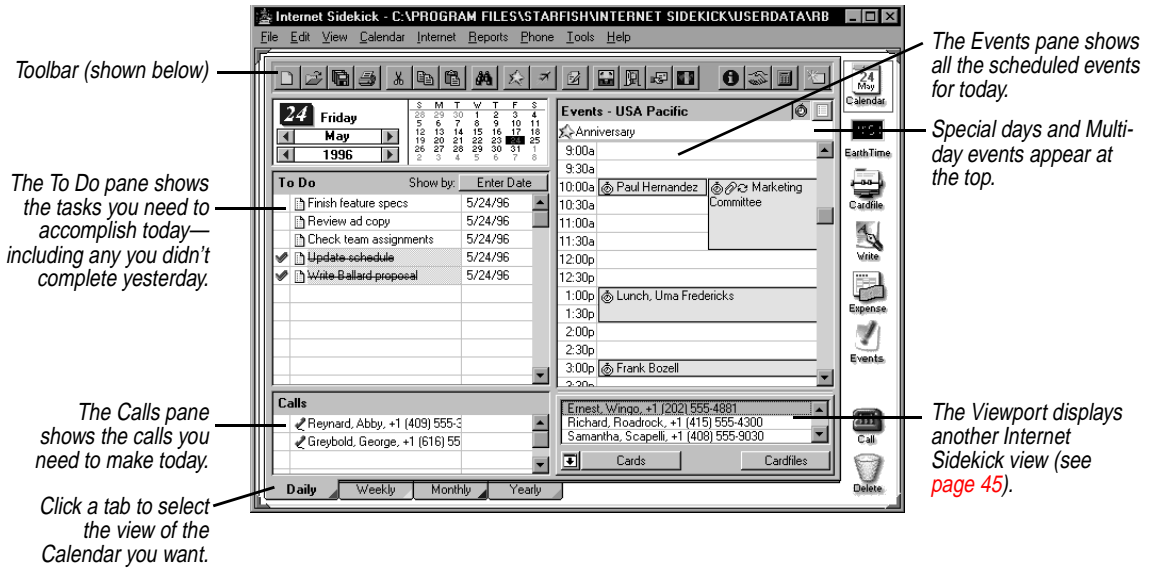 Internet Sidekick - C:\PROGRAM FILES\STARFISH\INTERNET SIDEKICK\USERDATA\RB
File Edit View Calendar Internet Reports Phone Tools Help
Toolbar (shown below)
The Events pane shows
all the scheduled events
for today.
Special days and Multi-
day events appear at
the top.
The To Do pane shows
the tasks you need to
accomplish today—
including any you didn't
complete yesterday.
The Calls pane
shows the calls you
need to make today.
Click a tab to select
the view of the
Calendar you want.
The Viewport displays
another Internet
Sidekick view (see
page 45).
24 Friday
May
1996
S M T W T F S
28 29 30 1 2 3 4
5 6 7 8 9 10 11
12 13 14 15 16 17 18
19 20 21 22 23 24 25
26 27 28 29 30 31 1
2 3 4 5 6 7 8
To Do Show by: Enter Date
Finish feature specs 5/24/96
Review ad copy 5/24/96
Check team assignments 5/24/96
Update schedule 5/24/96
Write Ballard proposal 5/24/96
Calls
Reynard, Abby, +1 (409) 555-3
Greybold, George, +1 (616) 55
Events - USA Pacific
Anniversary
9:00a
9:30a
10:00a Paul Hernandez Marketing
Committee
10:30a
11:00a
11:30a
12:00p
12:30p
1:00p Lunch, Uma Fredericks
1:30p
2:00p
2:30p
3:00p Frank Bozell
3:30p
Ernest, Wingo, +1 (202) 555-4881
Richard, Roadrock, +1 (415) 555-4300
Samantha, Scapelli, +1 (408) 555-9030
Cards Cardfiles
Daily Weekly Monthly Yearly
24
May
Calendar
EarthTime
Cardfile
Write
Expense
Events
Call
Delete